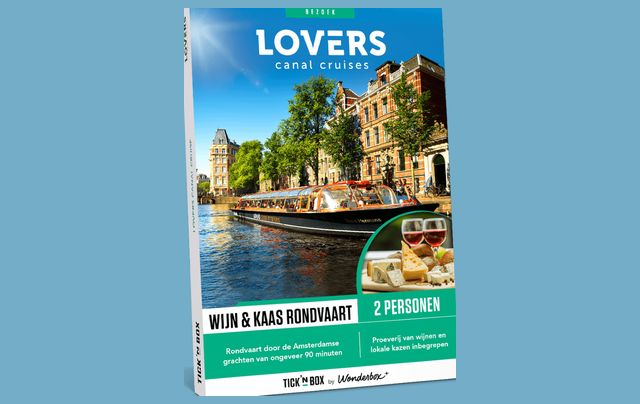 BEZOEK
LOVERS
canal cruises
LOVERS
LOVERS CANAL CRUISE
WIJN & KAAS RONDVAART
2 PERSONEN
Rondvaart door de Amsterdamse
grachten van ongeveer 90 minuten
Proeverij van wijnen en
lokale kazen inbegrepen
TICK'N BOX
TICK'N BOX by Wonderbox